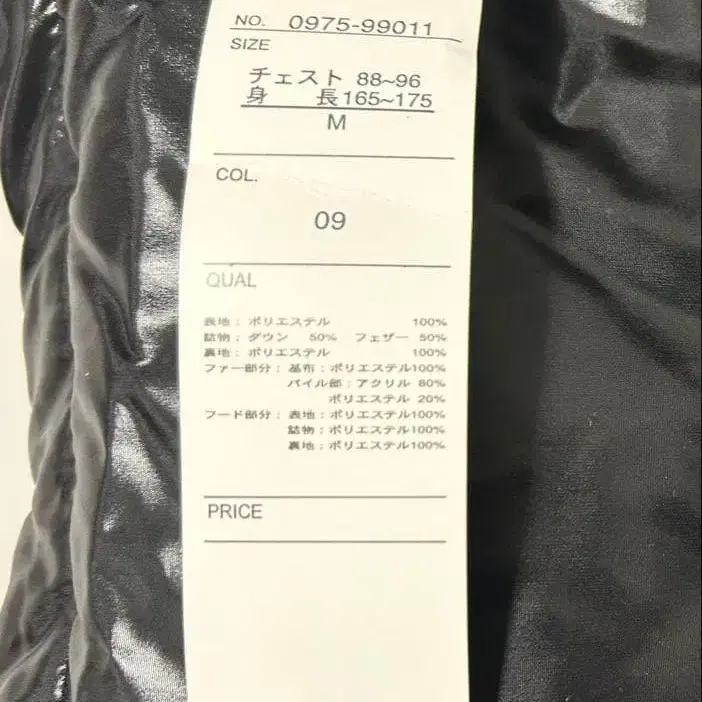 NO. 0975-99011
SIZE
チェスト 88~96
身 長165~175
M
COL.
09
QUAL
表地:ポリエステル 100%
詰物:ダウン 50% フェザー 50%
裏地:ポリエステル 100%
ファー部分:基布:ポリエステル100%
パイル部:アクリル 80%
ポリエステル 20%
フード部分:表地:ポリエステル100%
詰物:ポリエステル100%
裏地:ポリエステル100%
PRICE